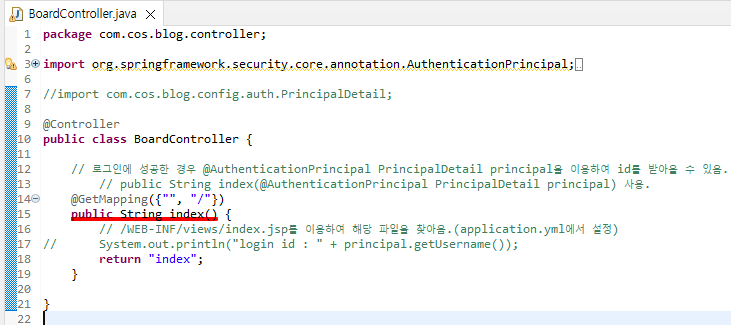 BoardController.java
1 package com.cos.blog.controller;
2
3 import org.springframework.security.core.annotation.AuthenticationPrincipal;
6
7 //import com.cos.blog.config.auth.PrincipalDetail;
8
9 @Controller
10 public class BoardController {
11
12 // 로그인에 성공한 경우 @AuthenticationPrincipal PrincipalDetail principal을 이용하여 id를 받아올 수 있음.
13 // public String index(@AuthenticationPrincipal PrincipalDetail principal) 사용.
14 @GetMapping({"", "/"})
15 public String index() {
16 // /WEB-INF/views/index.jsp를 이용하여 해당 파일을 찾아옴.(application.yml에서 설정)
17 // System.out.println("login id : " + principal.getUsername());
18 return "index";
19 }
20
21 }
22